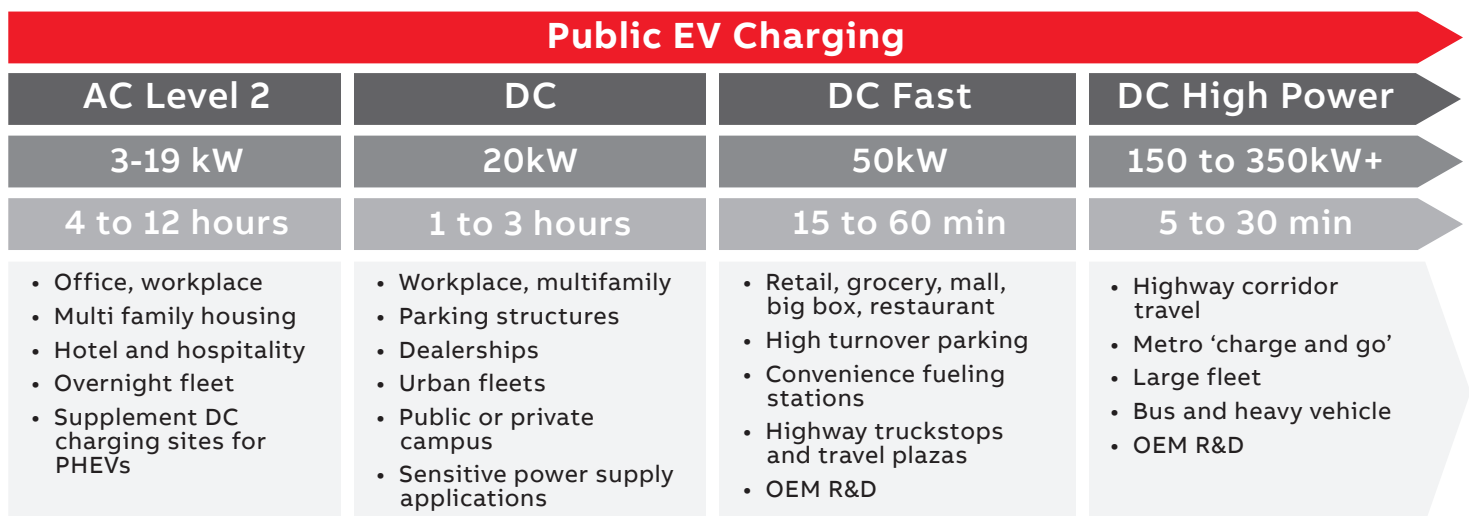 Public EV Charging
AC Level 2
DC
DC Fast
DC High Power
3-19 kW
20kW
50kW
150 to 350kW+
4 to 12 hours
1 to 3 hours
15 to 60 min
5 to 30 min
• Office, workplace
• Multi family housing
• Hotel and hospitality
• Overnight fleet
• Supplement DC
charging sites for
PHEVs
• Workplace, multifamily
• Parking structures
• Dealerships
• Urban fleets
• Public or private
campus
• Sensitive power supply
applications
• Retail, grocery, mall,
big box, restaurant
• High turnover parking
• Convenience fueling
stations
• Highway truckstops
and travel plazas
• OEM R&D
• Highway corridor
travel
• Metro ‘charge and go’
• Large fleet
• Bus and heavy vehicle
• OEM R&D